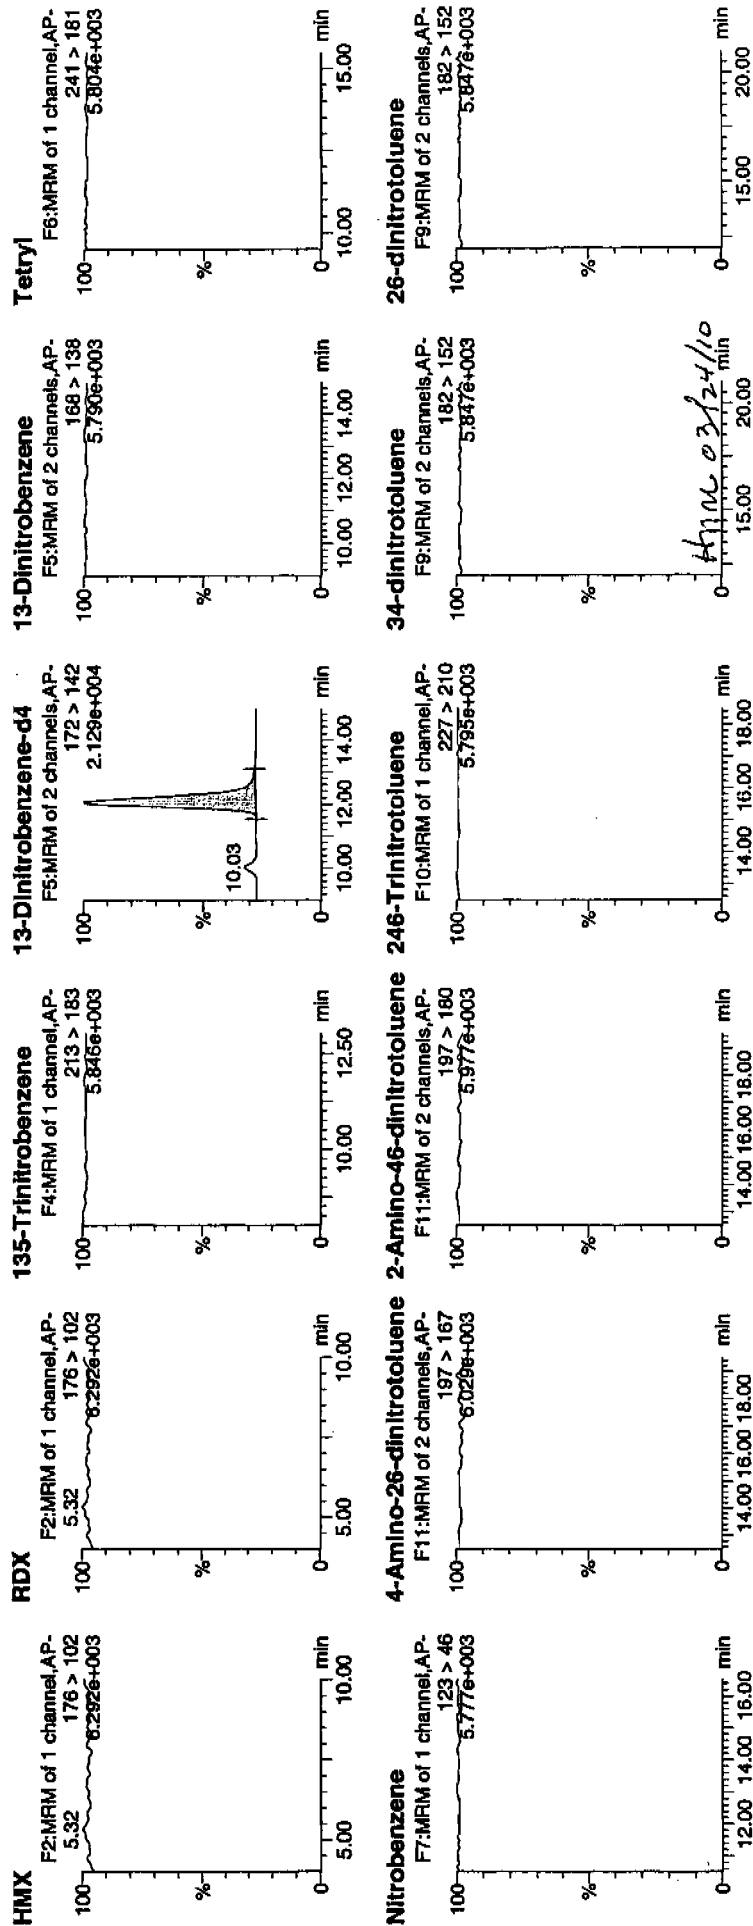 HMX
F2:MRM of 1 channel,AP-
176 > 102
6.292e+003
5.32
100
%
0
5.00
10.00
min
RDX
F2:MRM of 1 channel,AP-
176 > 102
6.292e+003
5.32
100
%
0
5.00
10.00
min
135-Trinitrobenzene
F4:MRM of 1 channel,AP-
213 > 183
5.846e+003
100
%
0
10.00
12.50
min
13-Dinitrobenzene-d4
F5:MRM of 2 channels,AP-
172 > 142
2.129e+004
100
10.03
%
0
10.00
12.00
14.00
min
13-Dinitrobenzene
F5:MRM of 2 channels,AP-
168 > 138
5.790e+003
100
%
0
10.00
12.00
14.00
min
Tetryl
F6:MRM of 1 channel,AP-
241 > 181
5.804e+003
100
%
0
10.00
15.00
min
Nitrobenzene
F7:MRM of 1 channel,AP-
123 > 46
5.777e+003
100
%
0
12.00
14.00
16.00
min
4-Amino-26-dinitrotoluene
F11:MRM of 2 channels,AP-
197 > 167
6.029e+003
100
%
0
14.00
16.00
18.00
min
2-Amino-46-dinitrotoluene
F11:MRM of 2 channels,AP-
197 > 180
5.977e+003
100
%
0
14.00
16.00
18.00
min
246-Trinitrotoluene
F10:MRM of 1 channel,AP-
227 > 210
5.795e+003
100
%
0
14.00
16.00
18.00
min
34-dinitrotoluene
F9:MRM of 2 channels,AP-
182 > 152
5.847e+003
100
%
0
15.00
20.00
min
03/24/10
26-dinitrotoluene
F9:MRM of 2 channels,AP-
182 > 152
5.847e+003
100
%
0
15.00
20.00
min